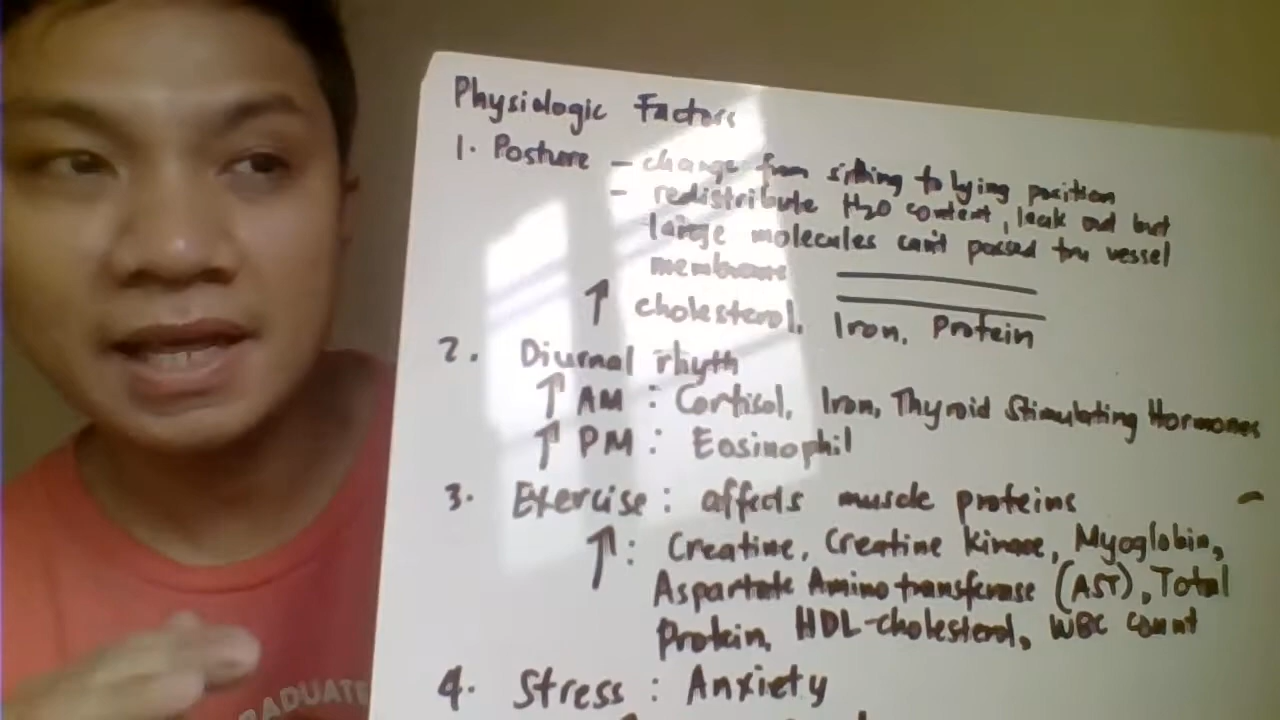 Physiologic Factors
1. Posture - change from sitting to lying position
- redistribute H2O content, leak out but
large molecules can't passed tru vessel
membrane
↑ cholesterol, Iron, Protein
2. Diurnal rhyth
↑ AM : Cortisol, Iron, Thyroid Stimulating Hormones
↑ PM : Eosinophil
3. Exercise : affects muscle proteins
↑: Creatine, Creatine kinase, Myoglobin,
Aspartate Aminotransferase (AST), Total
Protein, HDL-cholesterol, WBC count
4. Stress : Anxiety
RADUATE